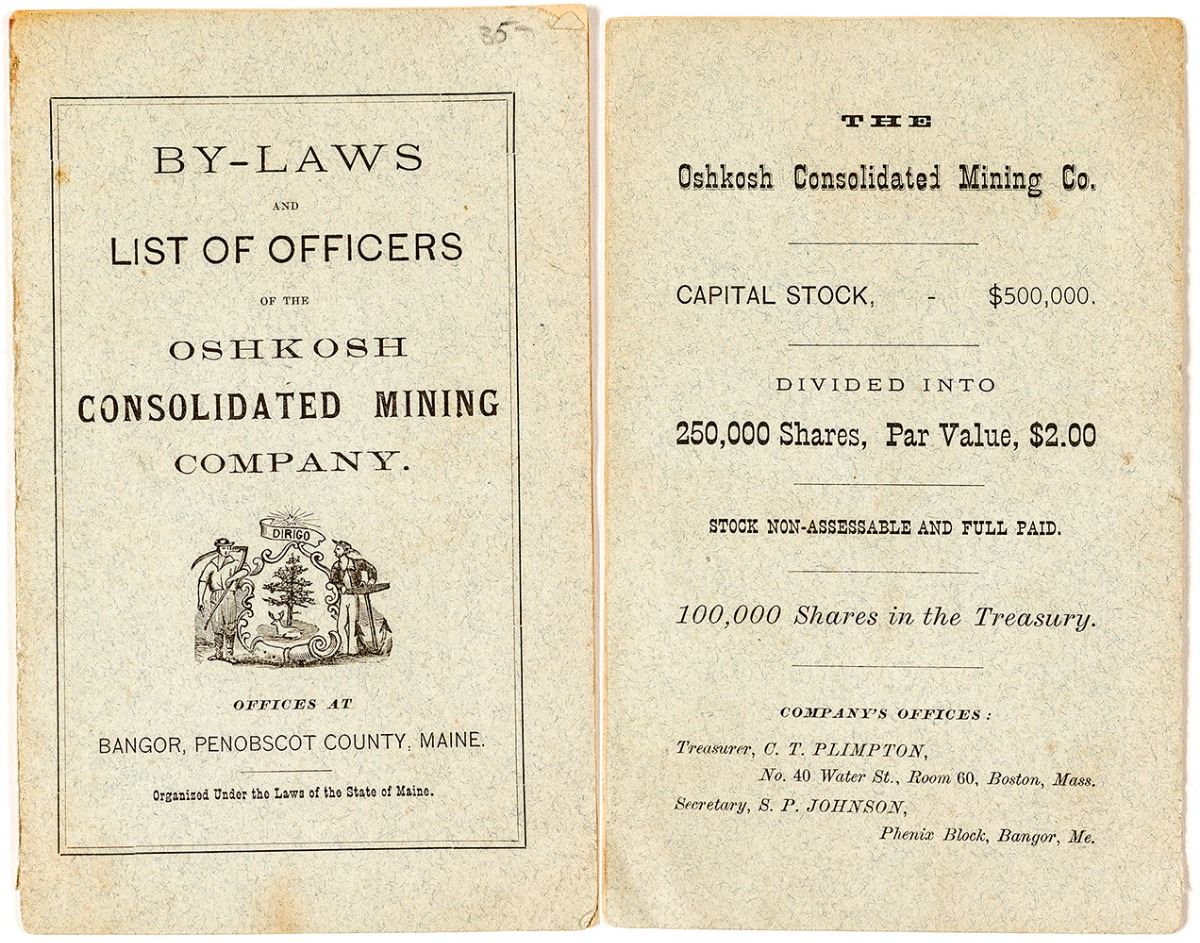 35-
BY-LAWS
AND
LIST OF OFFICERS
OF THE
OSHKOSH
CONSOLIDATED MINING
COMPANY.
DIRIGO
OFFICES AT
BANGOR, PENOBSCOT COUNTY, MAINE.
Organized Under the Laws of the State of Maine.
THE
Oshkosh Consolidated Mining Co.
CAPITAL STOCK, - $500,000.
DIVIDED INTO
250,000 Shares, Par Value, $2.00
STOCK NON-ASSESSABLE AND FULL PAID.
100,000 Shares in the Treasury.
COMPANY'S OFFICES:
Treasurer, C. T. PLIMPTON,
No. 40 Water St., Room 60, Boston, Mass.
Secretary, S. P. JOHNSON,
Phenix Block, Bangor, Me.